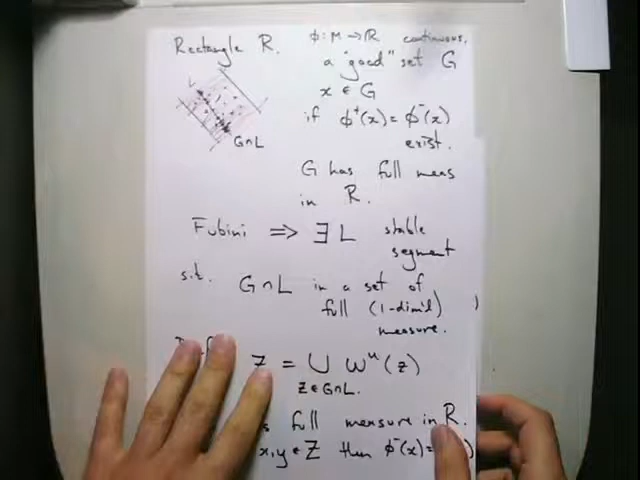 Rectangle R.
φ: M → ℝ continuous.
a "good" set G
x ∈ G
if φ⁺(x) = φ⁻(x)
exist.
L
G∩L
G has full meas
in R.
Fubini ⟹ ∃ L stable
segment
s.t. G∩L is a set of
full (1-dim'l)
measure.
Z = ∪ Wᵘ(z)
z∈G∩L.
full measure in R.
x,y ∈ Z then φ⁻(x)=